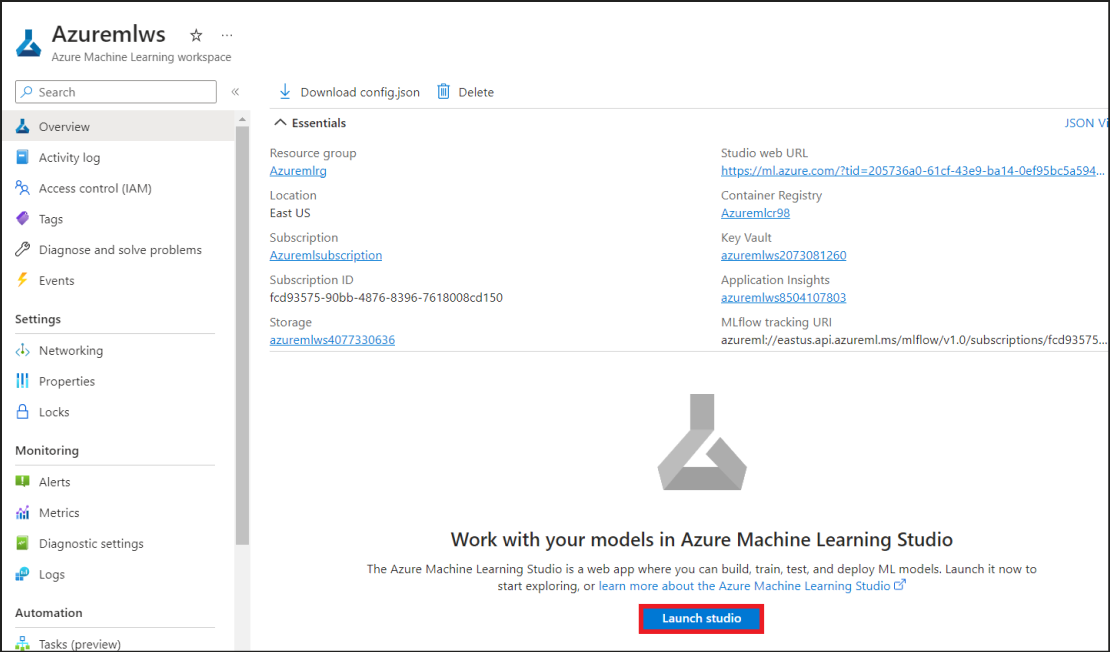 Azuremlws
Azure Machine Learning workspace
Search
Overview
Activity log
Access control (IAM)
Tags
Diagnose and solve problems
Events
Settings
Networking
Properties
Locks
Monitoring
Alerts
Metrics
Diagnostic settings
Logs
Automation
Tasks (preview)
Download config.json Delete
Essentials
JSON Vi
Resource group
Azuremlrg
Location
East US
Subscription
Azuremlsubscription
Subscription ID
fcd93575-90bb-4876-8396-7618008cd150
Storage
azuremlws4077330636
Studio web URL
https://ml.azure.com/?tid=205736a0-61cf-43e9-ba14-0ef95bc5a594...
Container Registry
Azuremlcr98
Key Vault
azuremlws2073081260
Application Insights
azuremlws8504107803
MLflow tracking URI
azureml://eastus.api.azureml.ms/mlflow/v1.0/subscriptions/fcd93575...
Work with your models in Azure Machine Learning Studio
The Azure Machine Learning Studio is a web app where you can build, train, test, and deploy ML models. Launch it now to
start exploring, or learn more about the Azure Machine Learning Studio
Launch studio